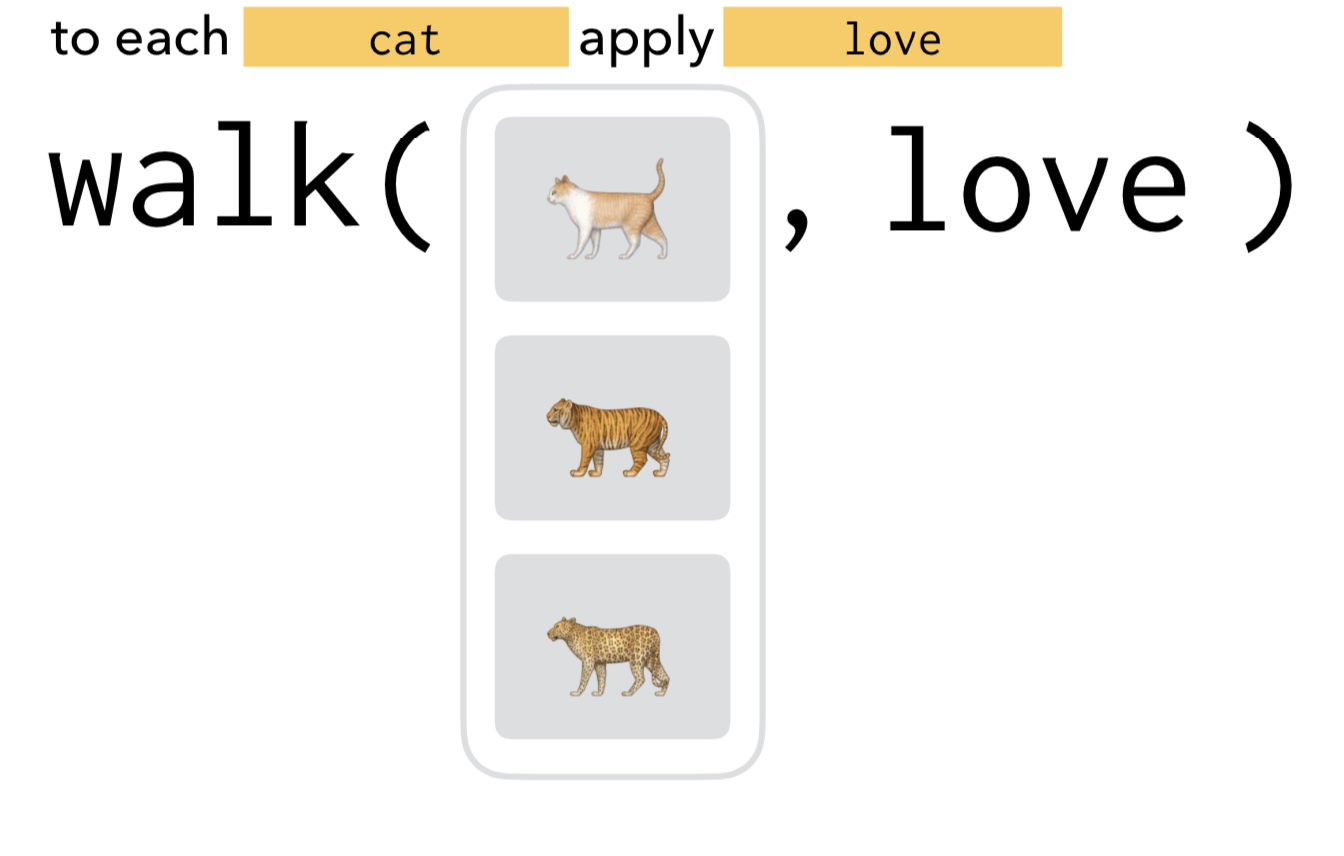 to each cat apply love
walk( , love )